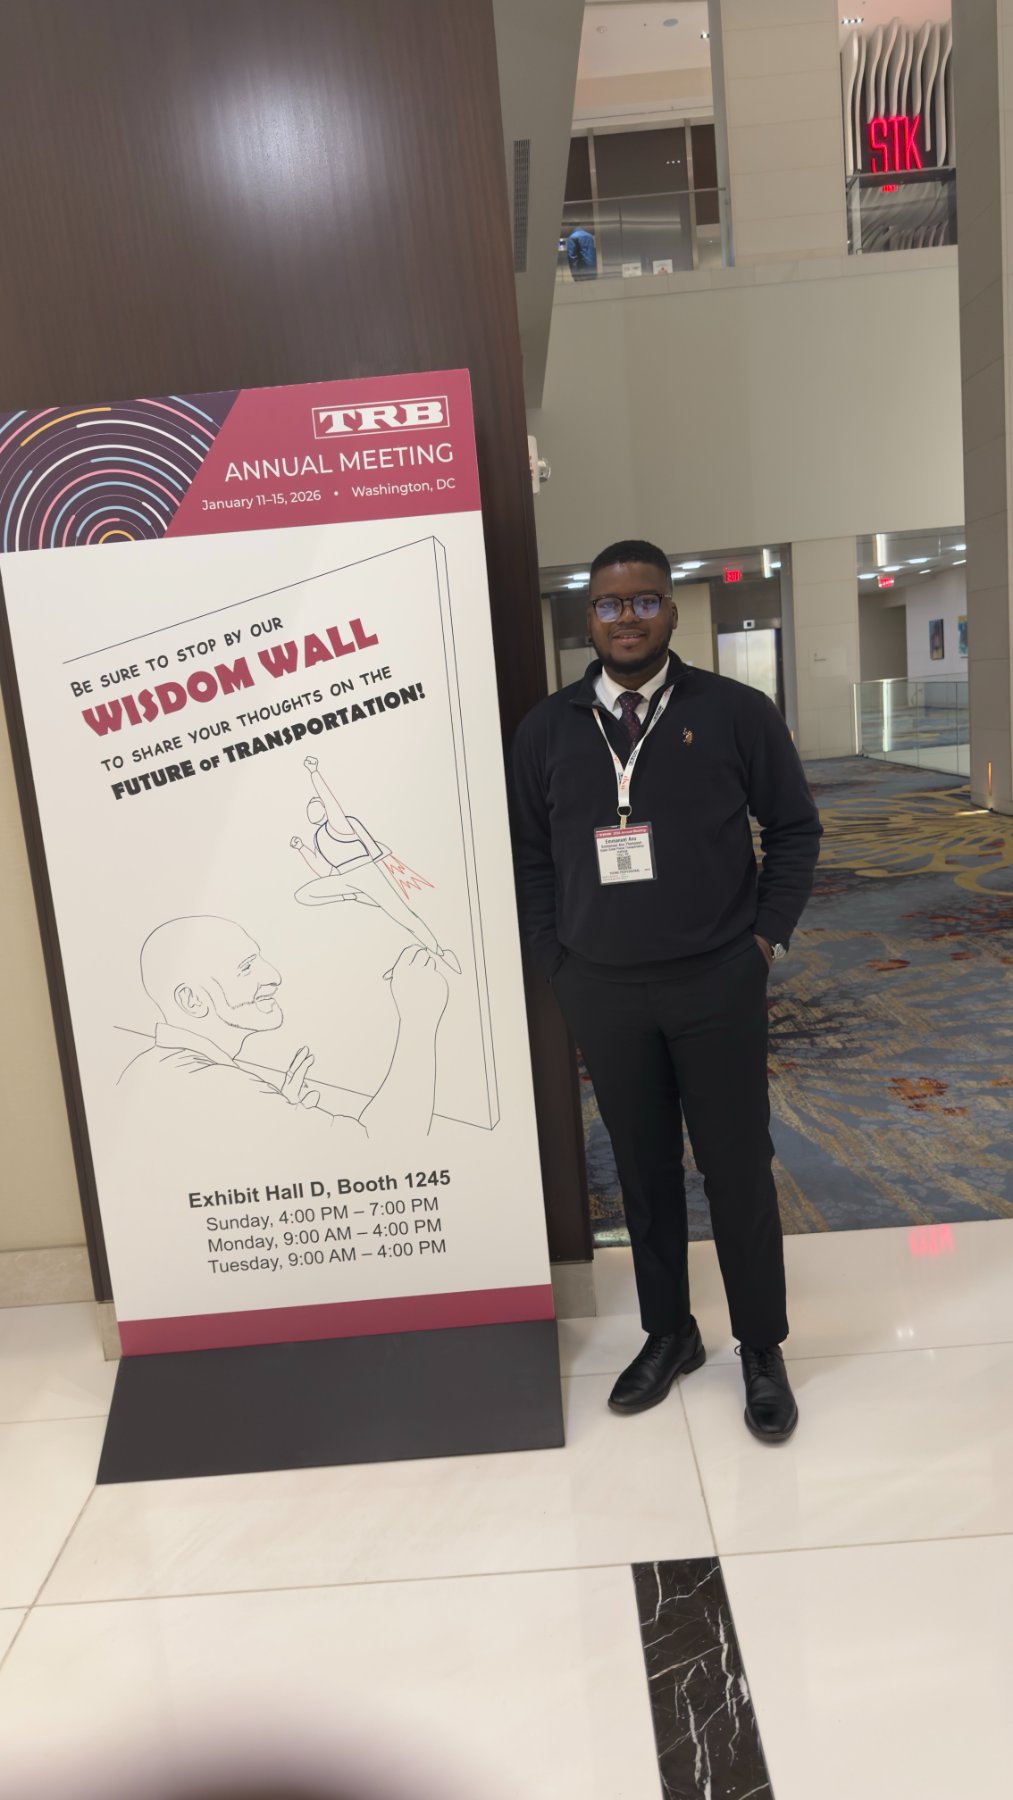 STK
TRB
ANNUAL MEETING
January 11–15, 2026 • Washington, DC
BE SURE TO STOP BY OUR
WISDOM WALL
TO SHARE YOUR THOUGHTS ON THE
FUTURE OF TRANSPORTATION!
EXIT
Emmanuel Anu
Exhibit Hall D, Booth 1245
Sunday, 4:00 PM – 7:00 PM
Monday, 9:00 AM – 4:00 PM
Tuesday, 9:00 AM – 4:00 PM